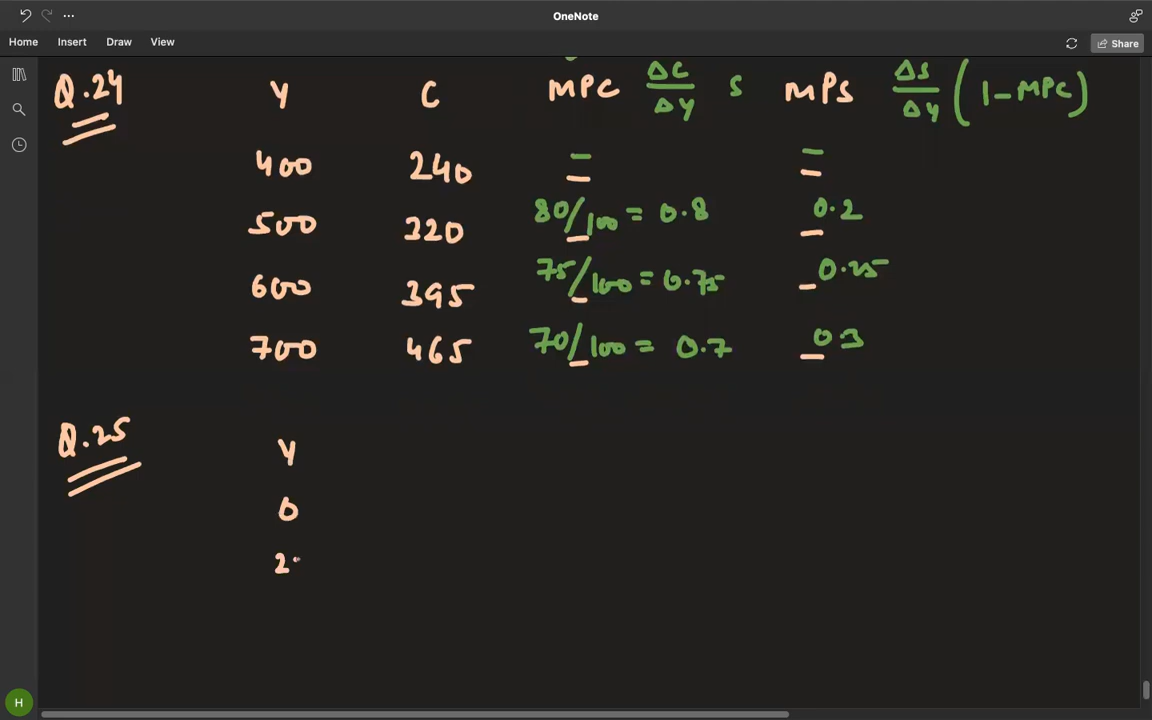 OneNote
Home Insert Draw View
Share
Q.24 Y C MPC ΔC/ΔY S MPS ΔS/ΔY (1-MPC)
400 240 = =
500 320 80/100 = 0.8 0.2
600 395 75/100 = 0.75 0.25
700 465 70/100 = 0.7 0.3
Q.25 Y
0
2
H